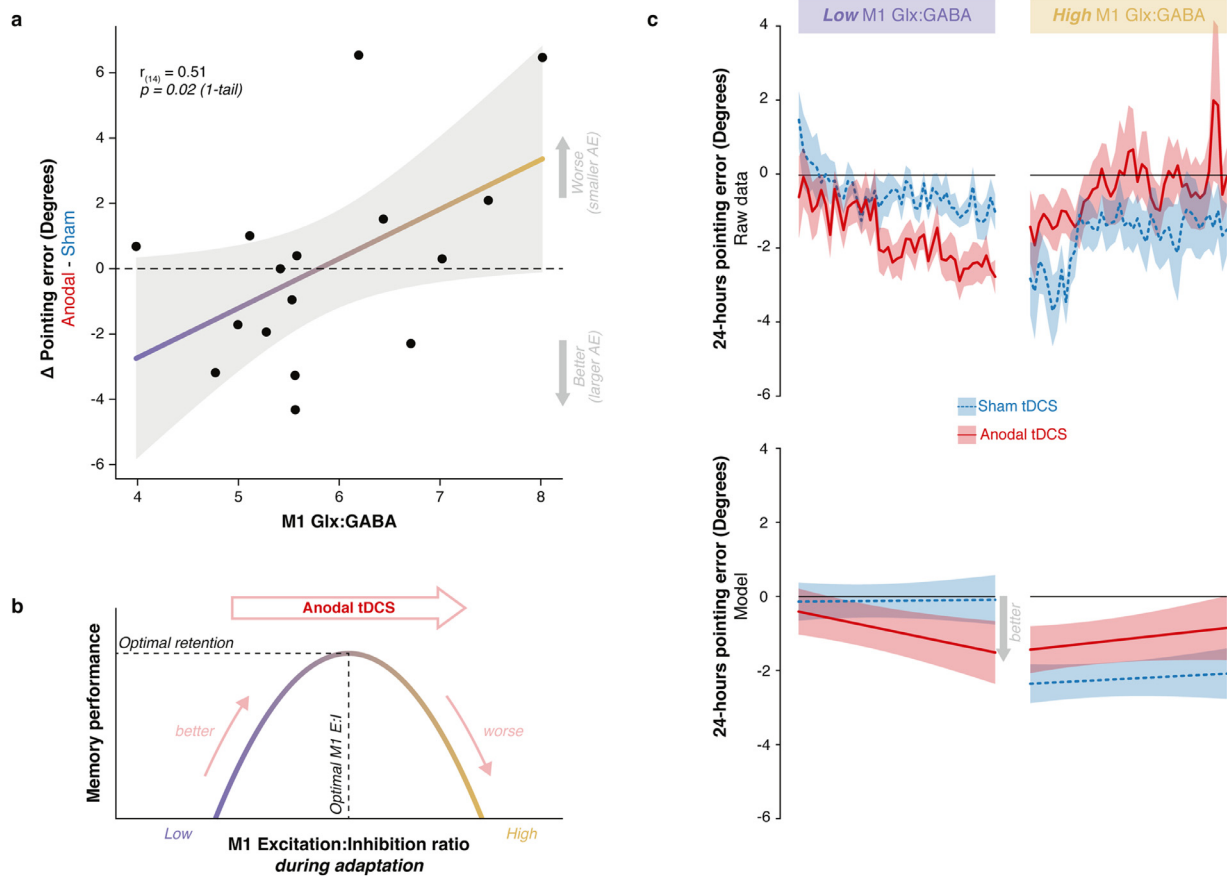 a
r(14) = 0.51
p = 0.02 (1-tail)
Δ Pointing error (Degrees)
Anodal - Sham
6
4
2
0
-2
-4
-6
Worse
(smaller AE)
Better
(larger AE)
4
5
6
7
8
M1 Glx:GABA
b
Anodal tDCS
Memory performance
Optimal retention
better
Optimal M1 E:I
worse
Low
High
M1 Excitation:Inhibition ratio
during adaptation
c
Low M1 Glx:GABA
High M1 Glx:GABA
24-hours pointing error (Degrees)
Raw data
4
2
0
-2
-4
-6
Sham tDCS
Anodal tDCS
24-hours pointing error (Degrees)
Model
4
2
0
-2
-4
-6
better